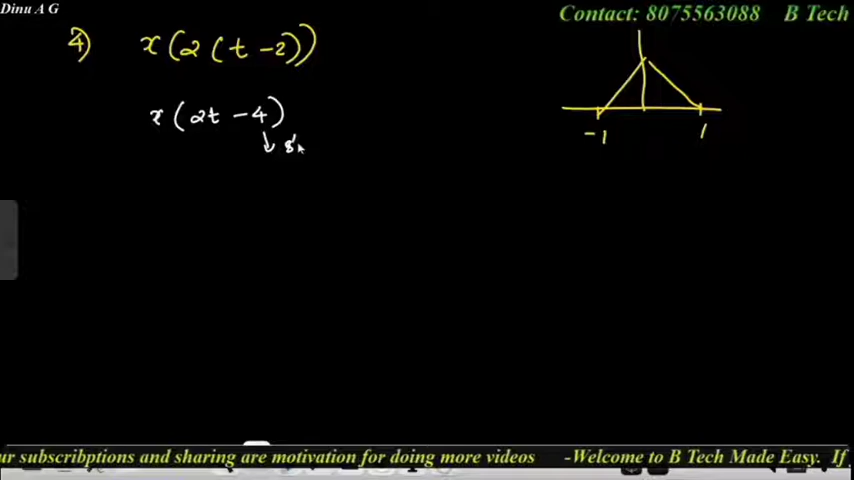 Dinu A G
Contact: 8075563088 B Tech
4) x(2(t-2))
x(2t-4)
-1 1
ur subscribptions and sharing are motivation for doing more videos -Welcome to B Tech Made Easy. If